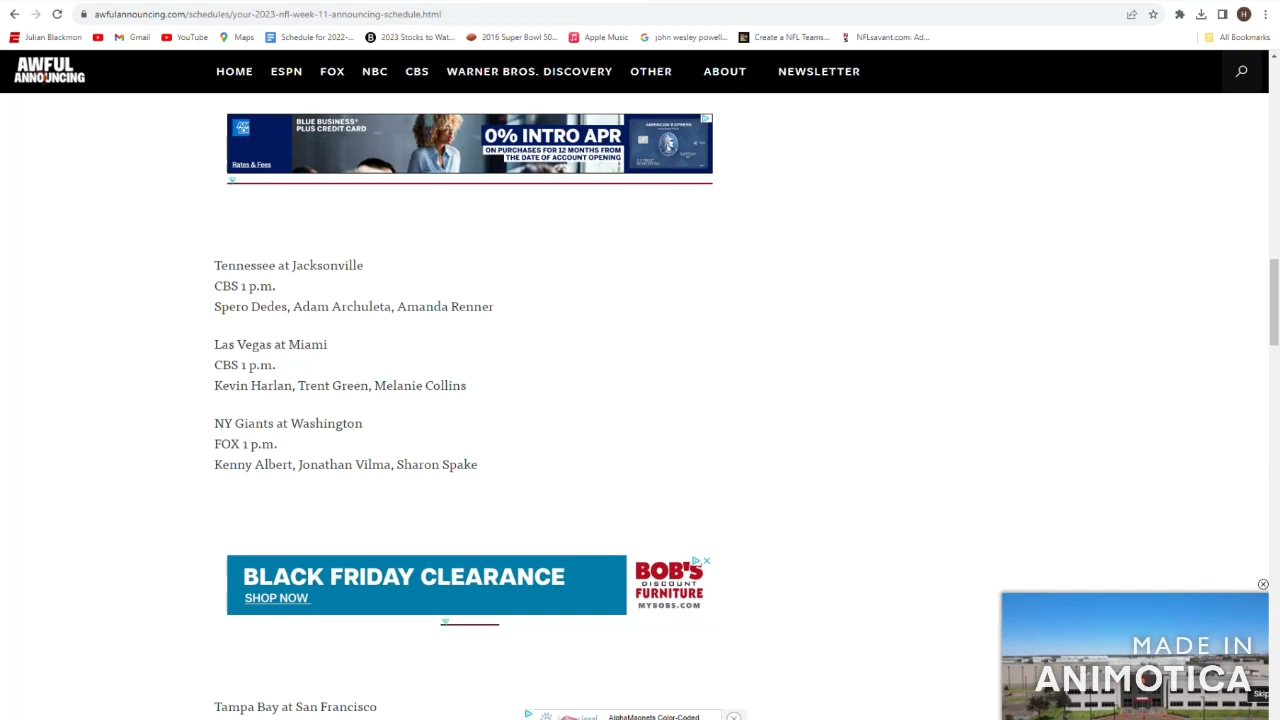 awfulannouncing.com/schedules/your-2023-nfl-week-11-announcing-schedule.html
H
Julian Blackmon
Gmail
YouTube
Maps
Schedule for 2022-...
2023 Stocks to Wat...
2016 Super Bowl 50...
Apple Music
john wesley powell...
Create a NFL Teams...
NFLsavant.com: Ad...
All Bookmarks
AWFUL
ANNOUNCING
HOME ESPN FOX NBC CBS WARNER BROS. DISCOVERY OTHER ABOUT NEWSLETTER
BLUE BUSINESS®
PLUS CREDIT CARD
Rates & Fees
0% INTRO APR
ON PURCHASES FOR 12 MONTHS FROM
THE DATE OF ACCOUNT OPENING
AMERICAN EXPRESS
Tennessee at Jacksonville
CBS 1 p.m.
Spero Dedes, Adam Archuleta, Amanda Renner
Las Vegas at Miami
CBS 1 p.m.
Kevin Harlan, Trent Green, Melanie Collins
NY Giants at Washington
FOX 1 p.m.
Kenny Albert, Jonathan Vilma, Sharon Spake
BLACK FRIDAY CLEARANCE
SHOP NOW
BOB'S
DISCOUNT
FURNITURE
MYBOBS.COM
MADE IN
ANIMOTICA
Skip
Tampa Bay at San Francisco
AlphaMagnets Color-Coded